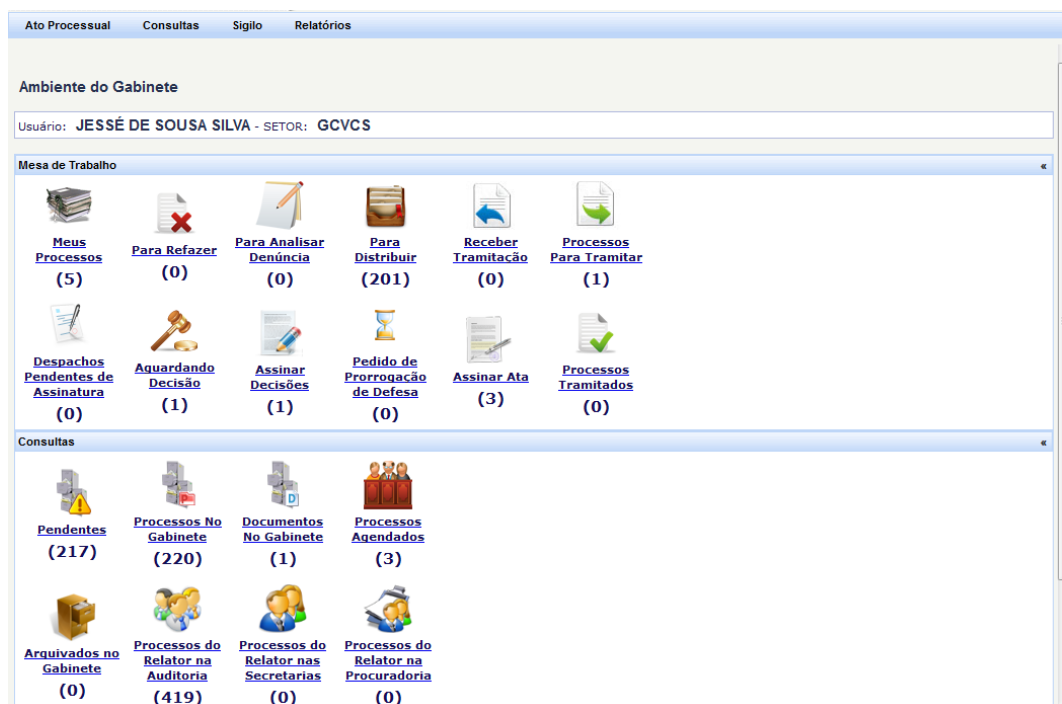 Ato Processual Consultas Sigilo Relatórios
Ambiente do Gabinete
Usuário: JESSÉ DE SOUSA SILVA - SETOR: GCVCS
Mesa de Trabalho «
Meus Processos (5)
Para Refazer (0)
Para Analisar Denúncia (0)
Para Distribuir (201)
Receber Tramitação (0)
Processos Para Tramitar (1)
Despachos Pendentes de Assinatura (0)
Aguardando Decisão (1)
Assinar Decisões (1)
Pedido de Prorrogação de Defesa (0)
Assinar Ata (3)
Processos Tramitados (0)
Consultas «
Pendentes (217)
Processos No Gabinete (220)
D
Documentos No Gabinete (1)
Processos Agendados (3)
Arquivados no Gabinete (0)
Processos do Relator na Auditoria (419)
Processos do Relator nas Secretarias (0)
Processos do Relator na Procuradoria (0)